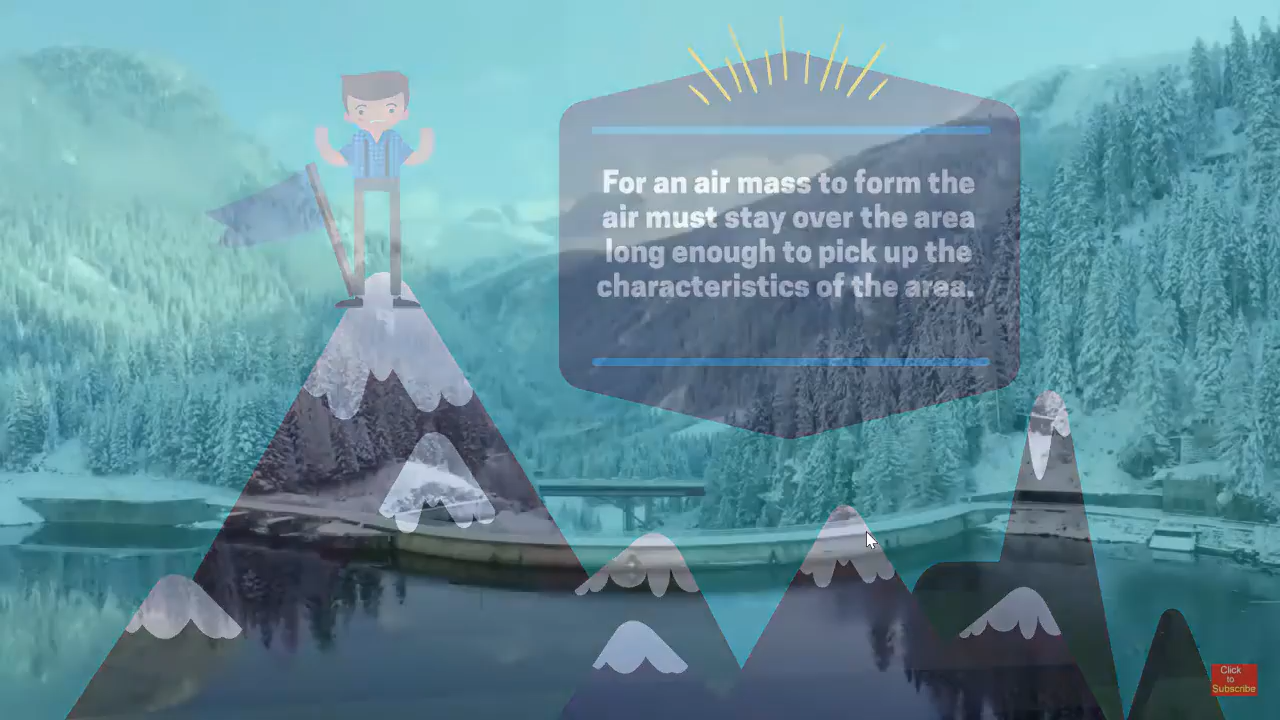 For an air mass to form the
air must stay over the area
long enough to pick up the
characteristics of the area.
Click
to
Subscribe